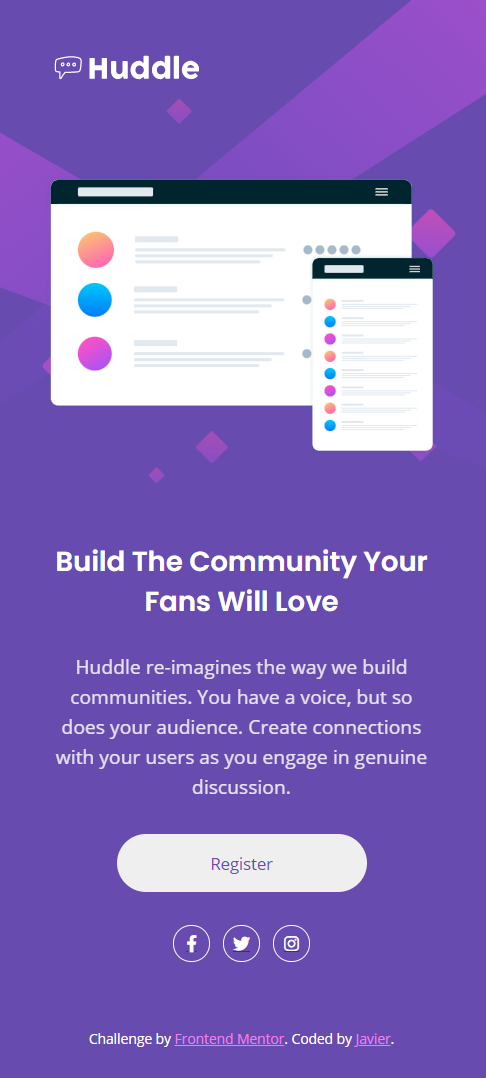 Huddle
Build The Community Your
Fans Will Love
Huddle re-imagines the way we build
communities. You have a voice, but so
does your audience. Create connections
with your users as you engage in genuine
discussion.
Register
Challenge by Frontend Mentor. Coded by Javier.